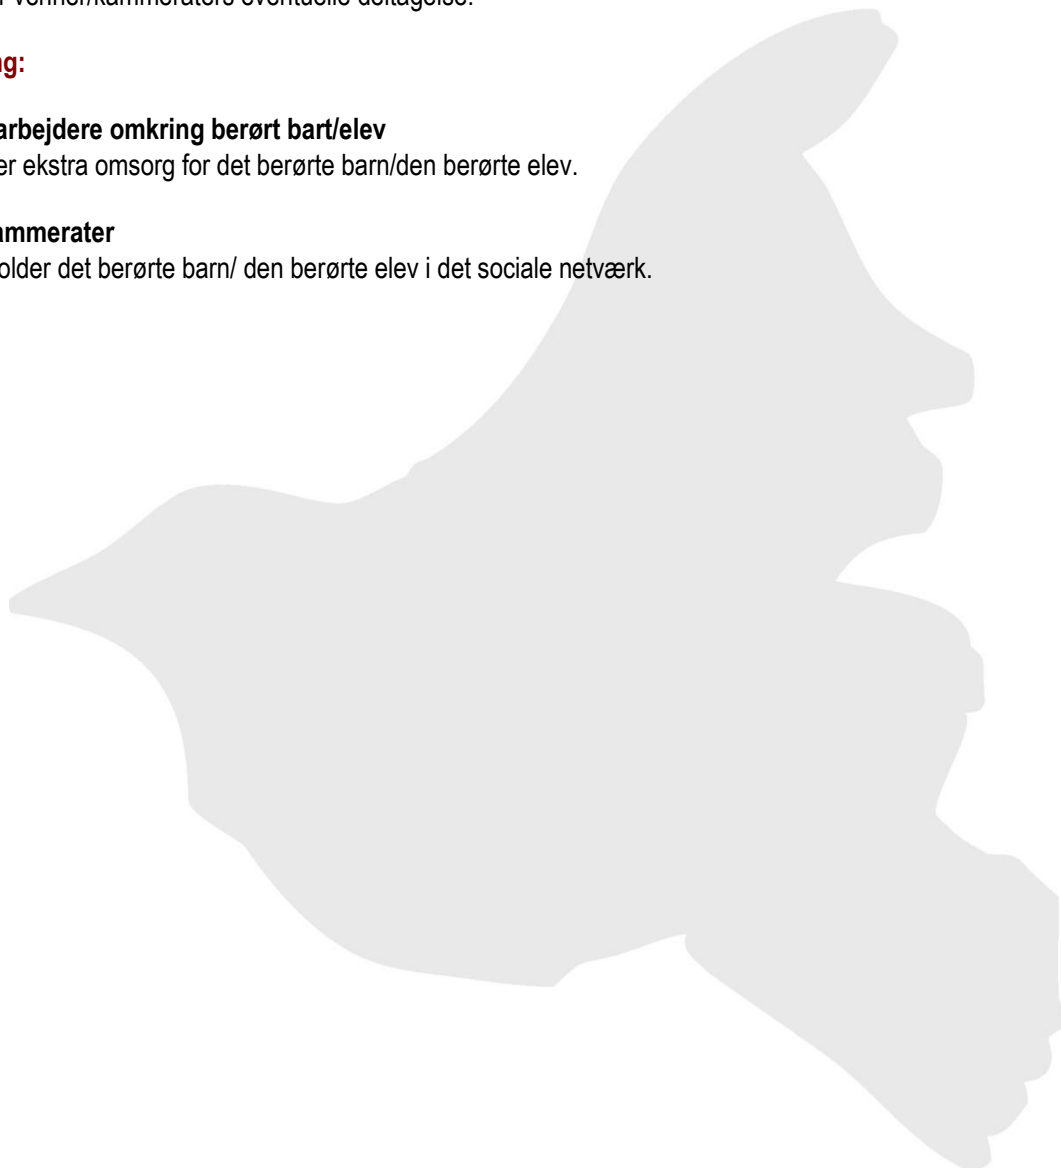 venner/kammeraters eventuelle deltagelse.
ng:
arbejdere omkring berørt bart/elev
er ekstra omsorg for det berørte barn/den berørte elev.
ammerater
older det berørte barn/ den berørte elev i det sociale netværk.